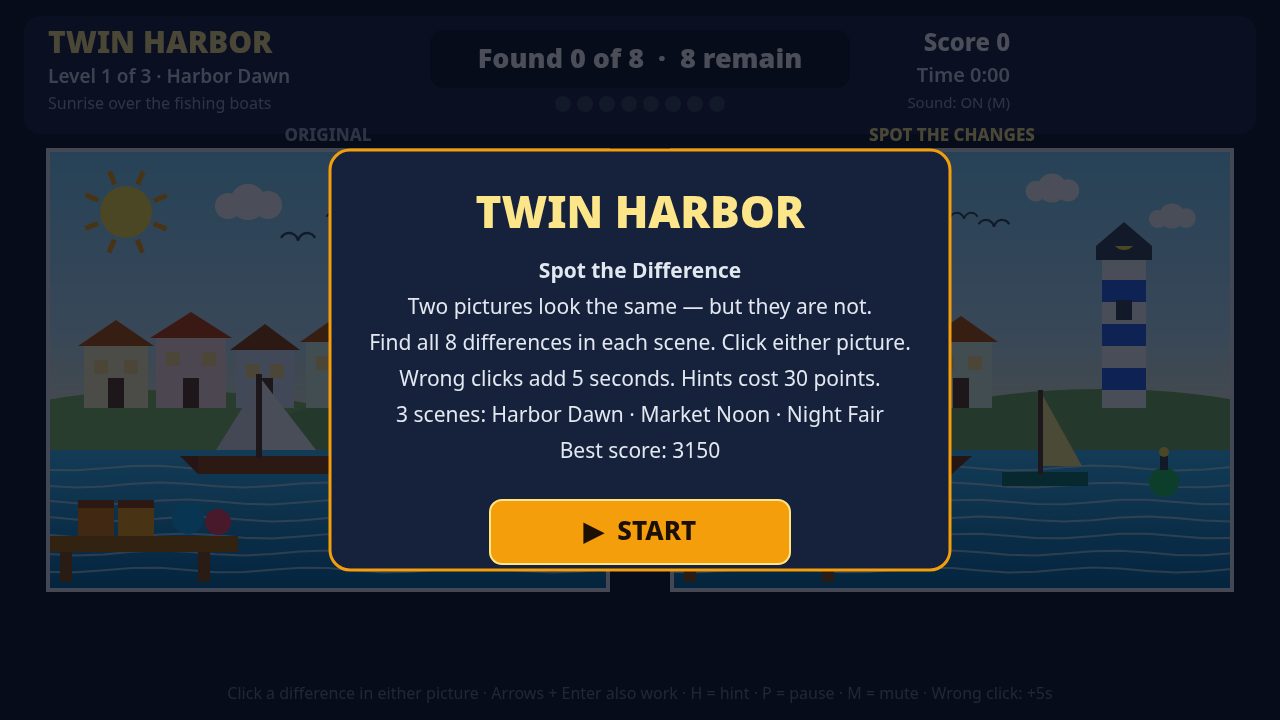 TWIN HARBOR
Level 1 of 3 · Harbor Dawn
Sunrise over the fishing boats
Found 0 of 8 · 8 remain
Score 0
Time 0:00
Sound: ON (M)
ORIGINAL
SPOT THE CHANGES
TWIN HARBOR
Spot the Difference
Two pictures look the same — but they are not.
Find all 8 differences in each scene. Click either picture.
Wrong clicks add 5 seconds. Hints cost 30 points.
3 scenes: Harbor Dawn · Market Noon · Night Fair
Best score: 3150
▶ START
Click a difference in either picture · Arrows + Enter also work · H = hint · P = pause · M = mute · Wrong click: +5s